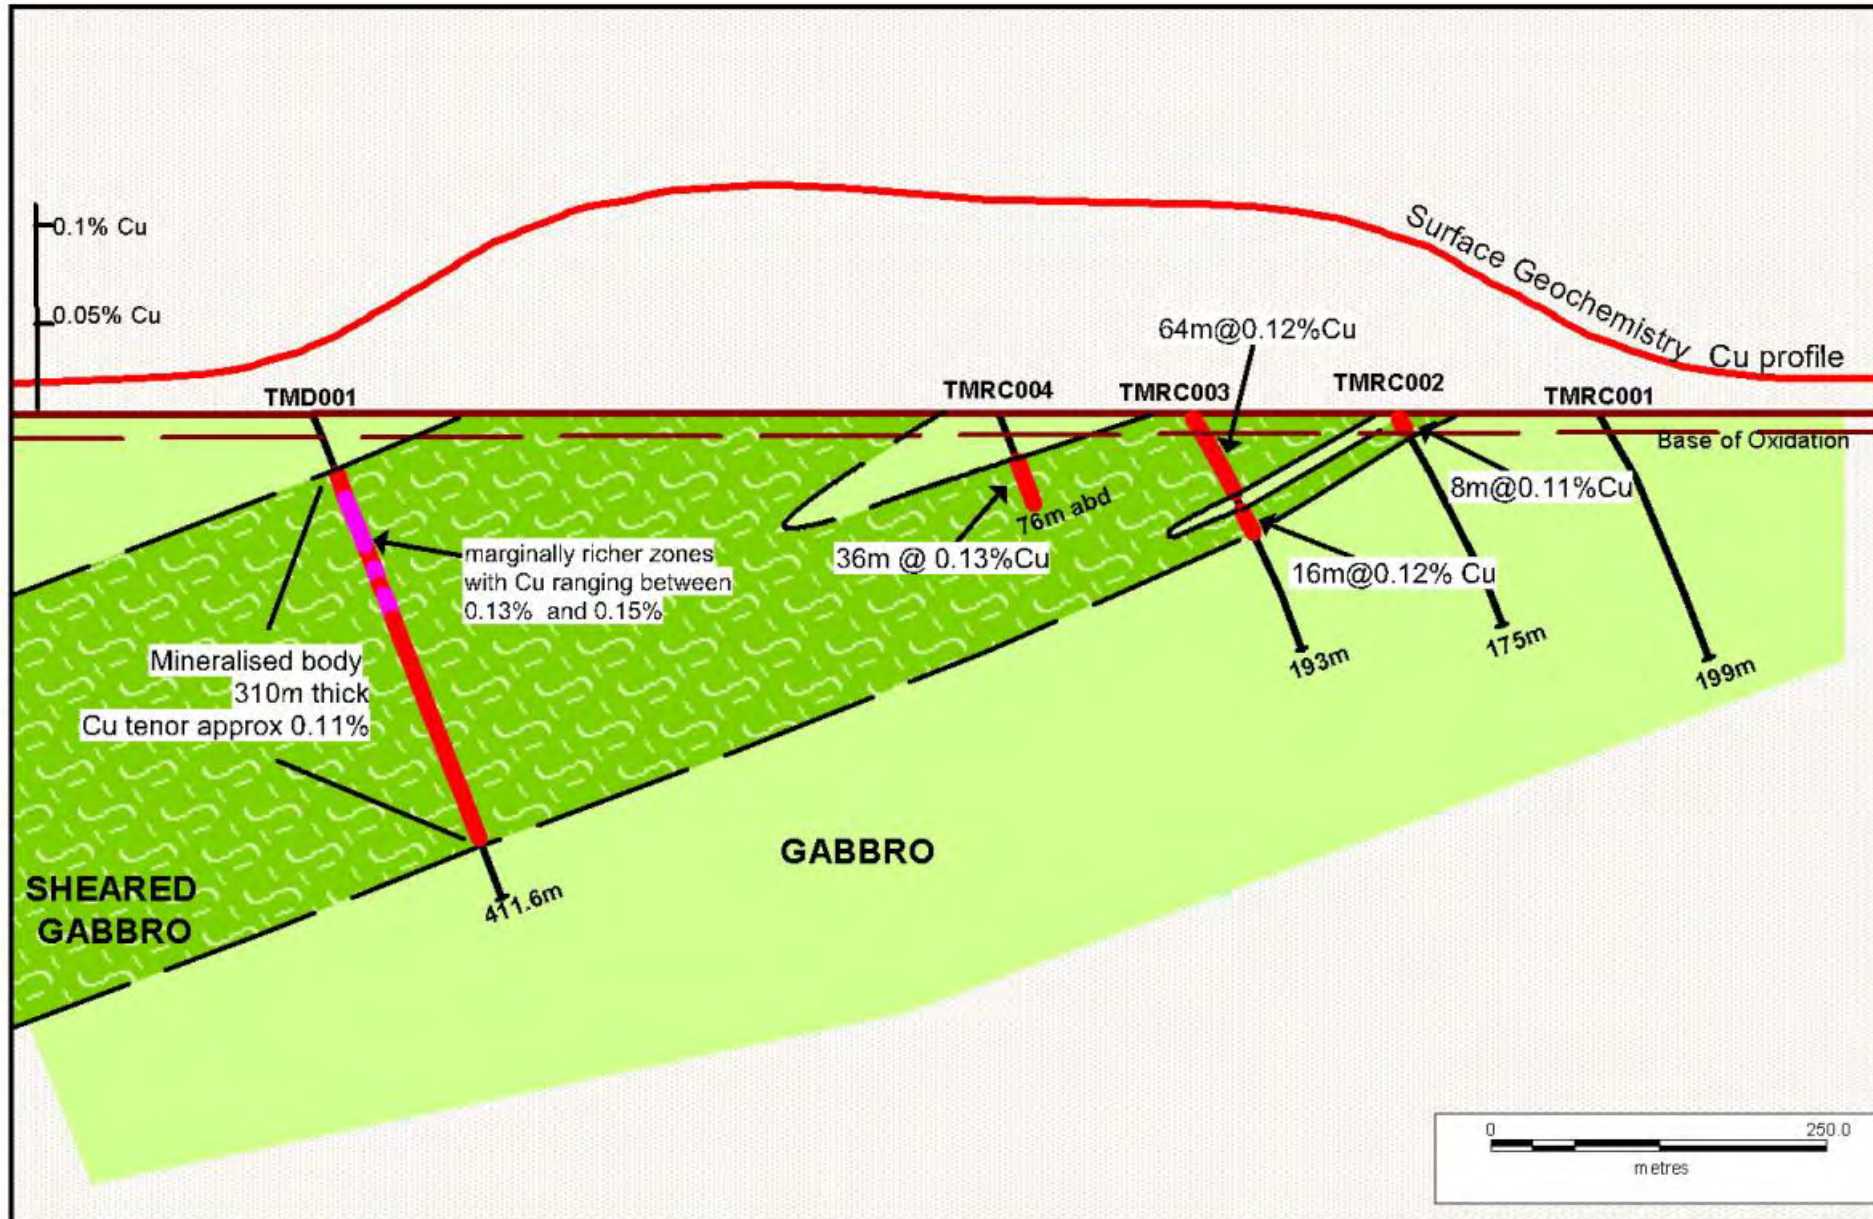 0.1% Cu
0.05% Cu
Surface Geochemistry
Cu profile
64m@0.12%Cu
TMD001
TMRC004
TMRC003
TMRC002
TMRC001
Base of Oxidation
8m@0.11%Cu
76m abd
36m @ 0.13%Cu
16m@0.12% Cu
marginally richer zones
with Cu ranging between
0.13% and 0.15%
Mineralised body
310m thick
Cu tenor approx 0.11%
193m
175m
199m
GABBRO
SHEARED
GABBRO
411.6m
0
250.0
metres